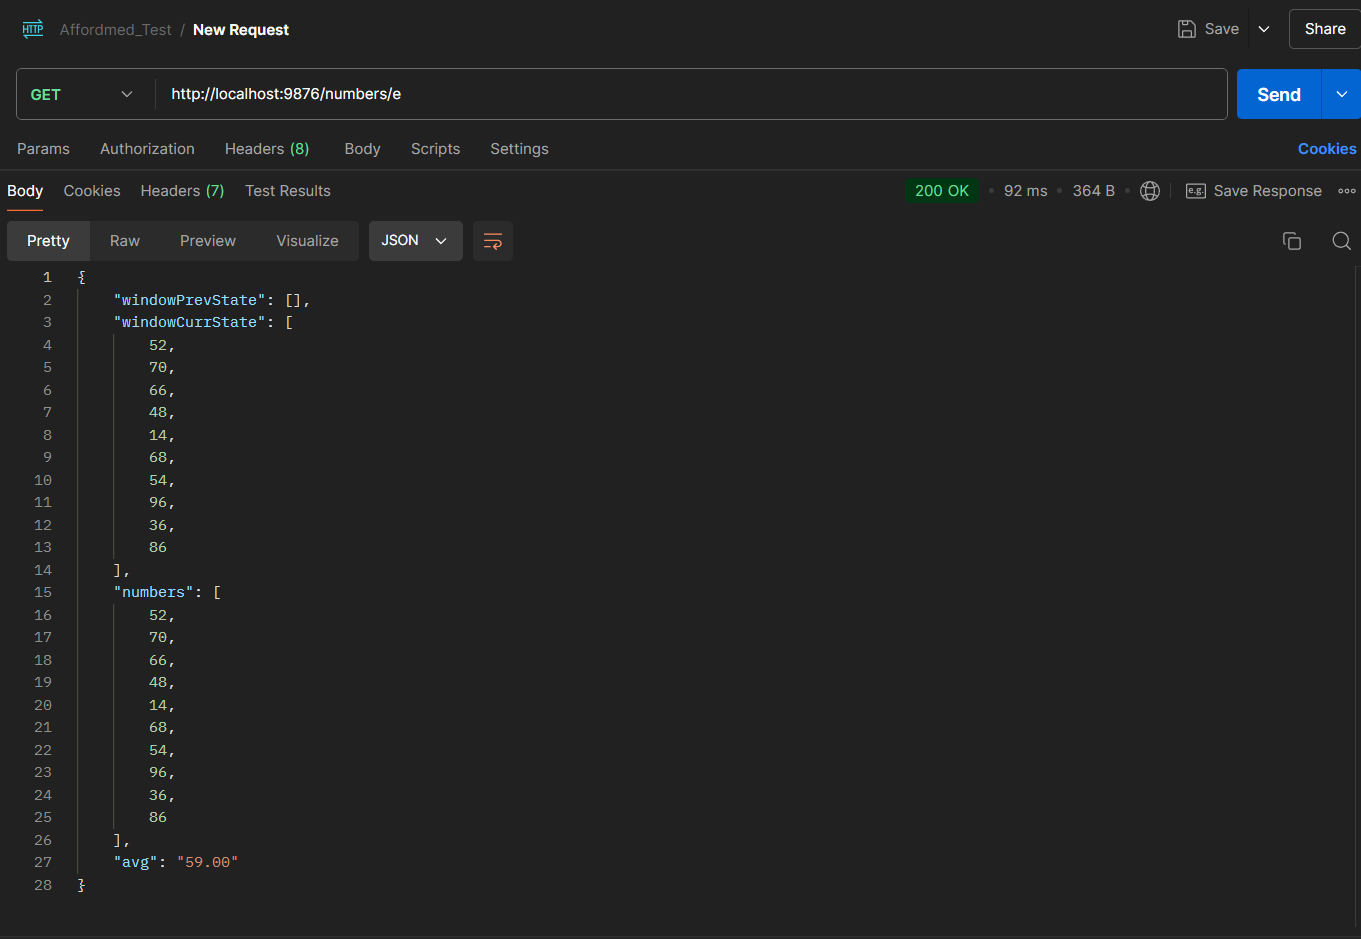 HTTP Affordmed_Test / New Request Save Share
GET http://localhost:9876/numbers/e Send
Params Authorization Headers (8) Body Scripts Settings Cookies
Body Cookies Headers (7) Test Results 200 OK • 92 ms • 364 B • e.g. Save Response
Pretty Raw Preview Visualize JSON
1 {
2 "windowPrevState": [],
3 "windowCurrState": [
4 52,
5 70,
6 66,
7 48,
8 14,
9 68,
10 54,
11 96,
12 36,
13 86
14 ],
15 "numbers": [
16 52,
17 70,
18 66,
19 48,
20 14,
21 68,
22 54,
23 96,
24 36,
25 86
26 ],
27 "avg": "59.00"
28 }